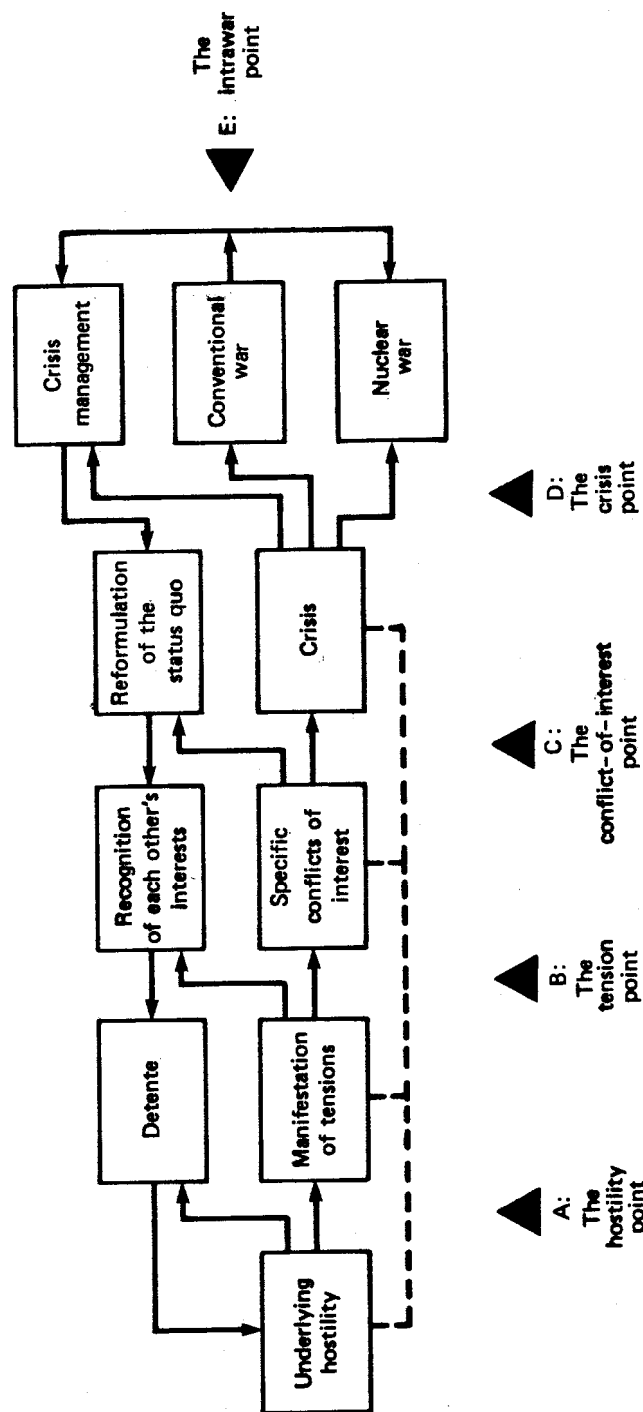 Detente
Recognition
of each other's
interests
Reformulation
of the
status quo
Crisis
management
Underlying
hostility
Manifestation
of tensions
Specific
conflicts of
interest
Crisis
Conventional
war
Nuclear
war
The
E: intrawar
point
A:
The
hostility
point
B:
The
tension
point
C:
The
conflict-of-interest
point
D:
The
crisis
point